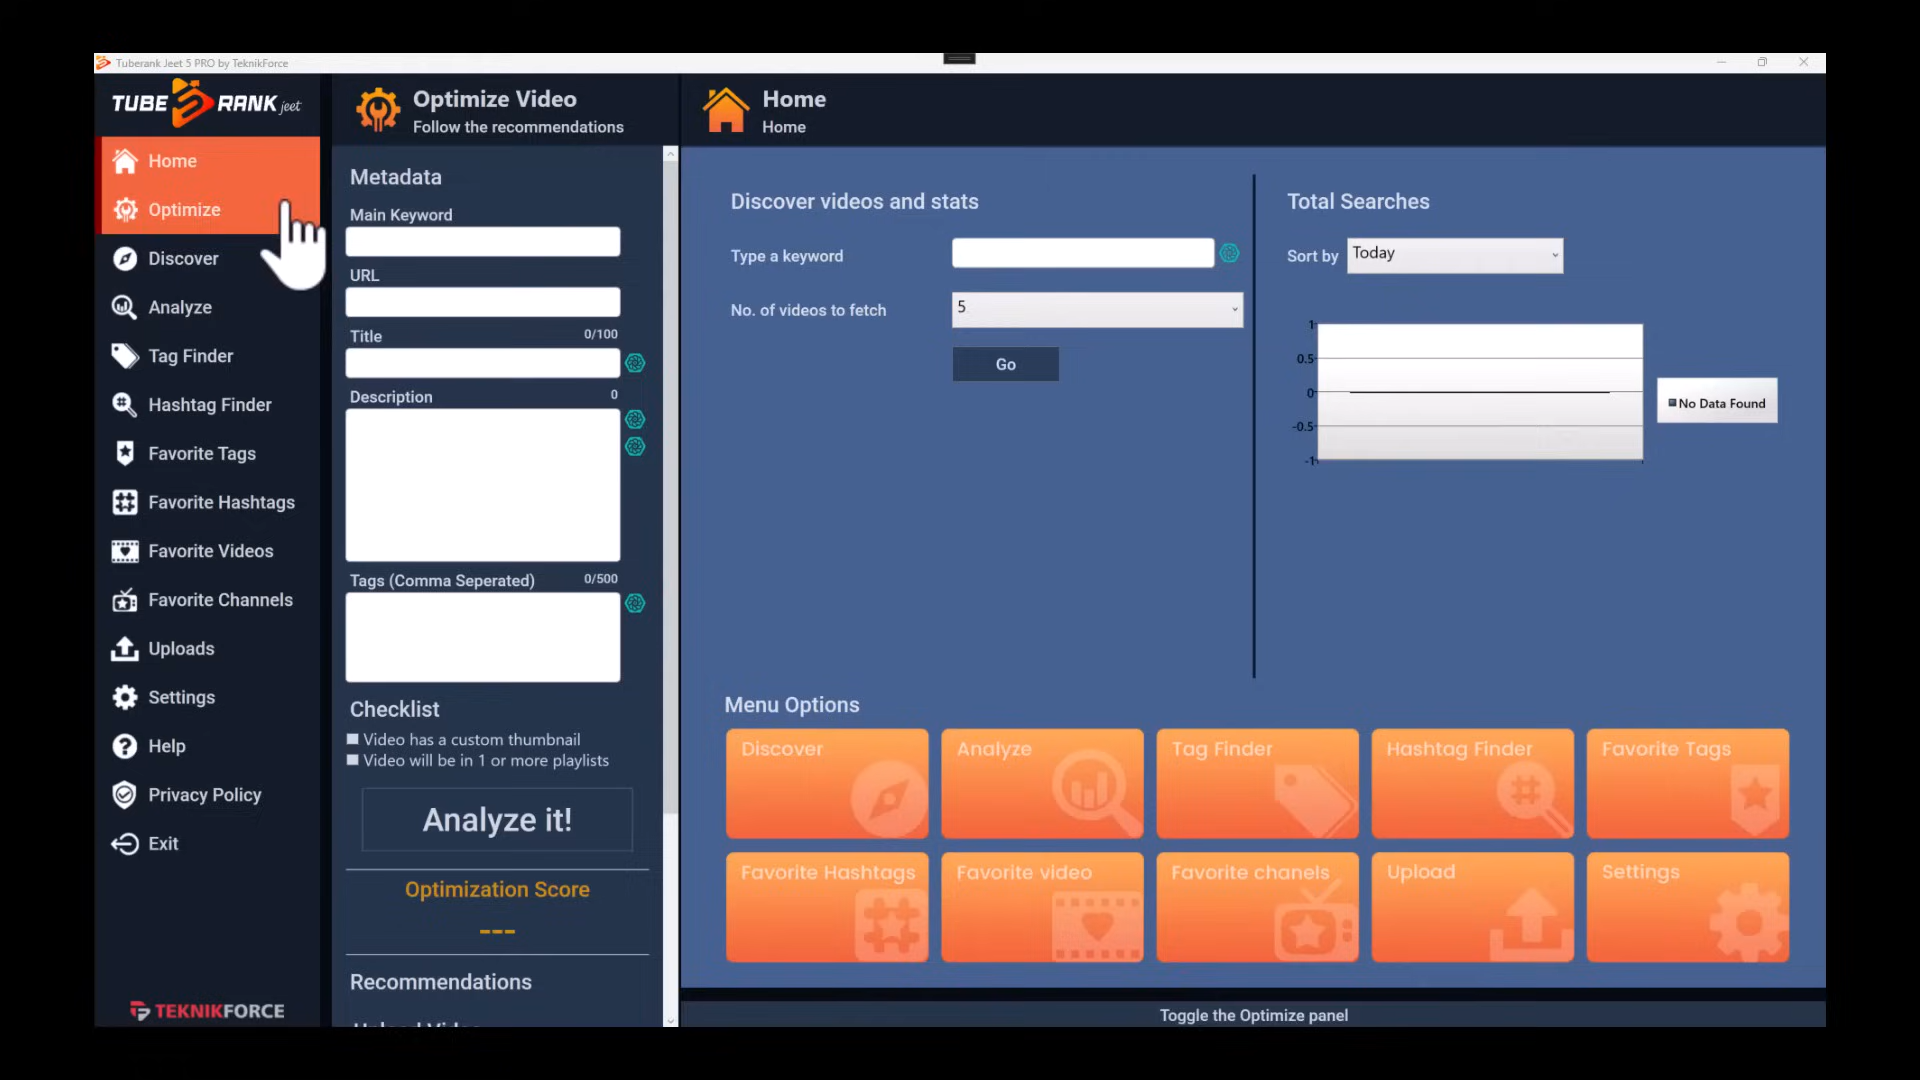 Tuberank Jeet 5 PRO by TeknikForce
TUBE 5 RANK jeet
Home
Optimize
Discover
Analyze
Tag Finder
Hashtag Finder
Favorite Tags
Favorite Hashtags
Favorite Videos
Favorite Channels
Uploads
Settings
Help
Privacy Policy
Exit
TEKNIKFORCE
Optimize Video
Follow the recommendations
Metadata
Main Keyword
URL
Title 0/100
Description 0
Tags (Comma Seperated) 0/500
Checklist
Video has a custom thumbnail
Video will be in 1 or more playlists
Analyze it!
Optimization Score
---
Recommendations
Upload Video
Home
Home
Discover videos and stats
Type a keyword
No. of videos to fetch 5
Go
Total Searches
Sort by Today
1
0.5
0
-0.5
-1
No Data Found
Menu Options
Discover
Analyze
Tag Finder
Hashtag Finder
Favorite Tags
Favorite Hashtags
Favorite video
Favorite chanels
Upload
Settings
Toggle the Optimize panel